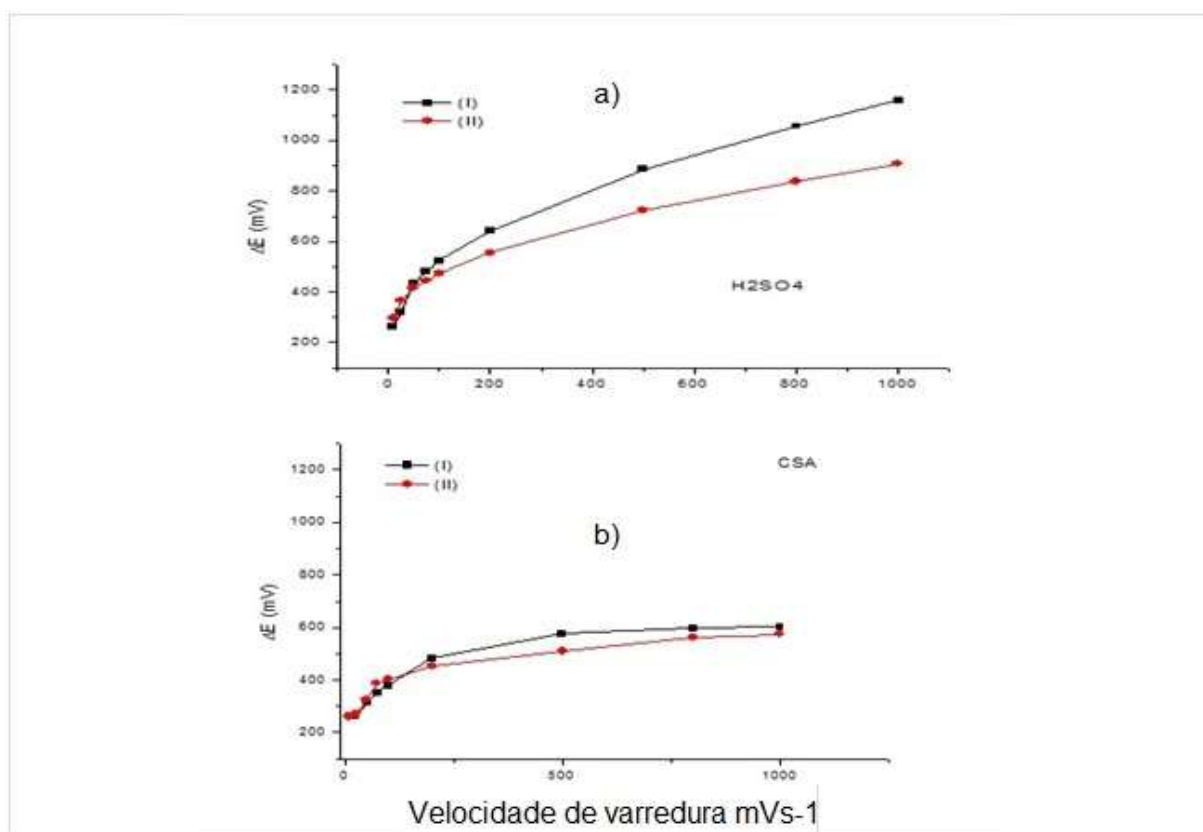 a)
(I)
(II)
1200
1000
800
600
400
200
ΔE (mV)
H2SO4
0 200 400 600 800 1000
(I)
(II)
CSA
b)
1200
1000
800
600
400
200
ΔE (mV)
0 500 1000
Velocidade de varredura mVs-1